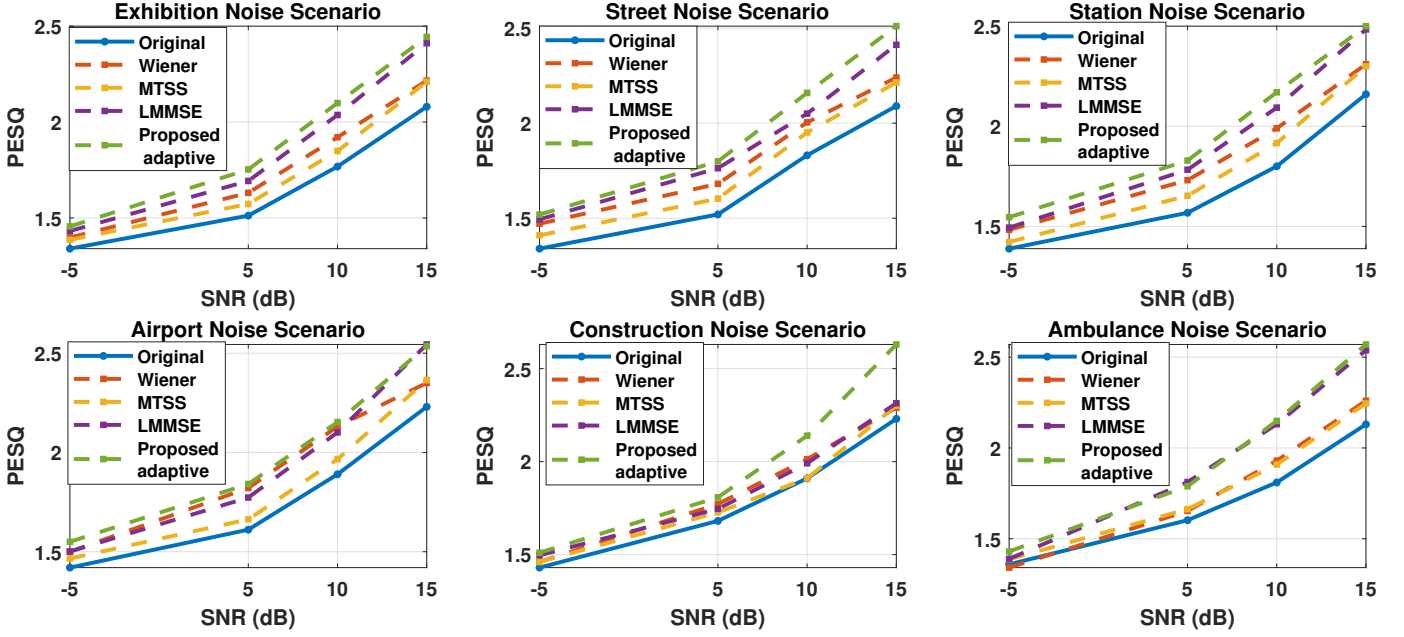 Exhibition Noise Scenario
2.5
2
1.5
PESQ
Original
Wiener
MTSS
LMMSE
Proposed
adaptive
-5
5
10
15
SNR (dB)
Street Noise Scenario
2.5
2
1.5
PESQ
Original
Wiener
MTSS
LMMSE
Proposed
adaptive
-5
5
10
15
SNR (dB)
Station Noise Scenario
2.5
2
1.5
PESQ
Original
Wiener
MTSS
LMMSE
Proposed
adaptive
-5
5
10
15
SNR (dB)
Airport Noise Scenario
2.5
2
1.5
PESQ
Original
Wiener
MTSS
LMMSE
Proposed
adaptive
-5
5
10
15
SNR (dB)
Construction Noise Scenario
2.5
2
1.5
PESQ
Original
Wiener
MTSS
LMMSE
Proposed
adaptive
-5
5
10
15
SNR (dB)
Ambulance Noise Scenario
2.5
2
1.5
PESQ
Original
Wiener
MTSS
LMMSE
Proposed
adaptive
-5
5
10
15
SNR (dB)